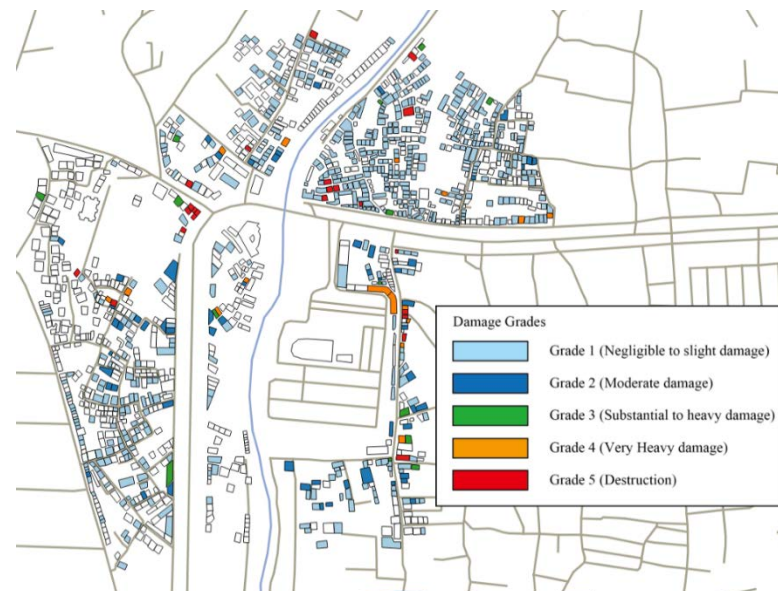 Damage Grades
Grade 1 (Negligible to slight damage)
Grade 2 (Moderate damage)
Grade 3 (Substantial to heavy damage)
Grade 4 (Very Heavy damage)
Grade 5 (Destruction)